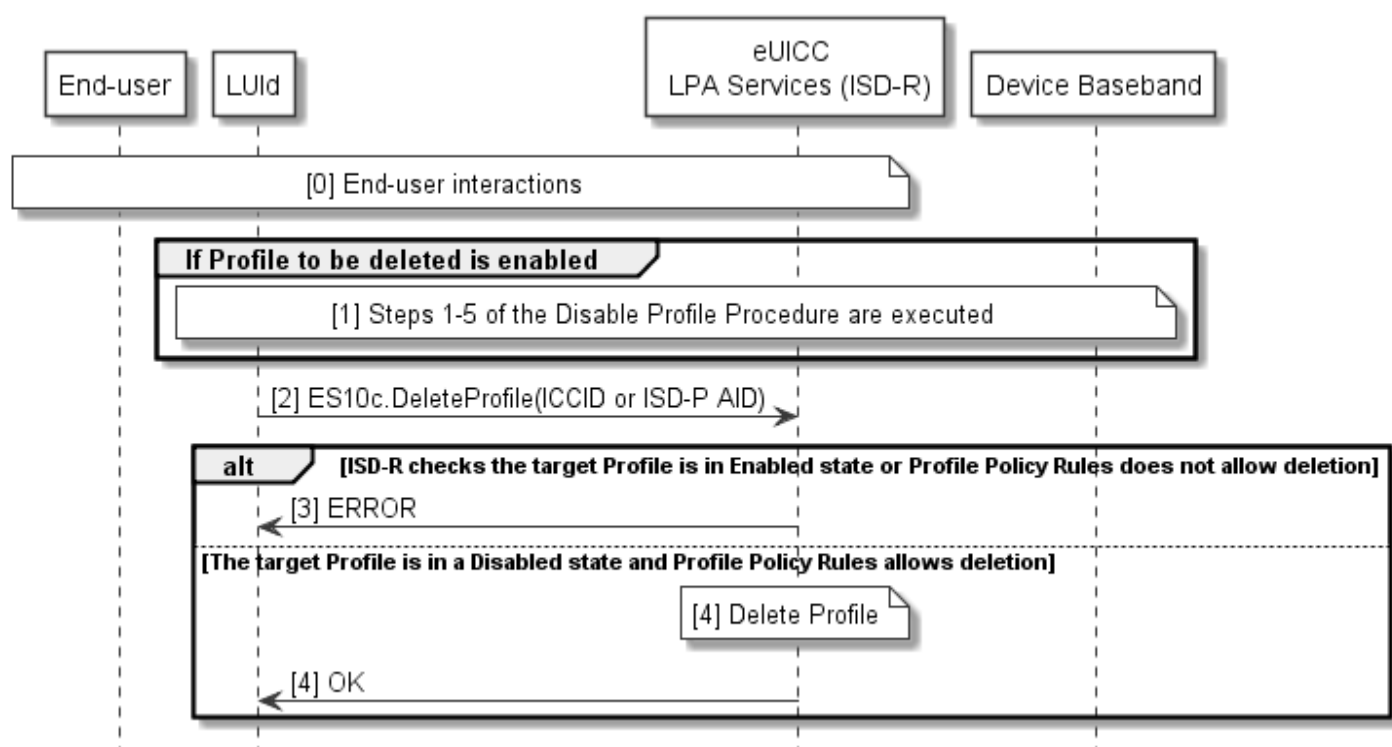 End-user
LUId
eUICC
LPA Services (ISD-R)
Device Baseband
[0] End-user interactions
If Profile to be deleted is enabled
[1] Steps 1-5 of the Disable Profile Procedure are executed
[2] ES10c.DeleteProfile(ICCID or ISD-P AID)
alt [ISD-R checks the target Profile is in Enabled state or Profile Policy Rules does not allow deletion]
[3] ERROR
[The target Profile is in a Disabled state and Profile Policy Rules allows deletion]
[4] Delete Profile
[4] OK